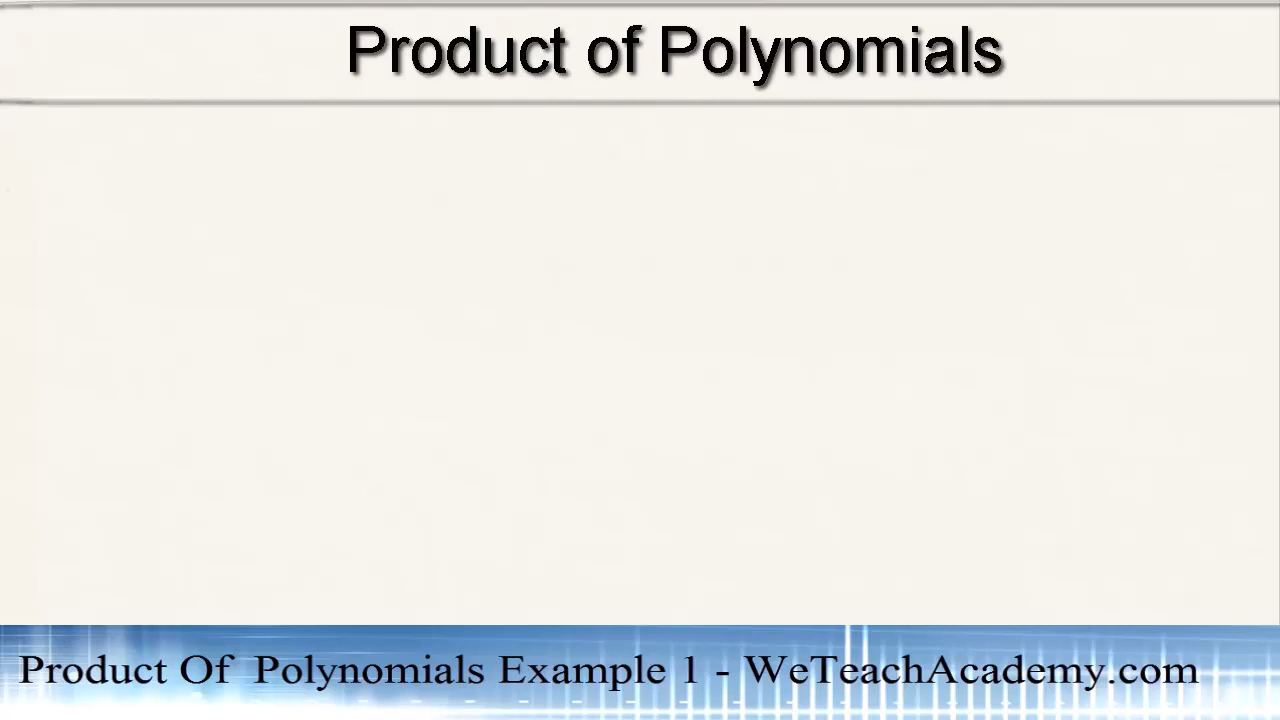 Product of Polynomials
Product Of Polynomials Example 1 - WeTeachAcademy.com